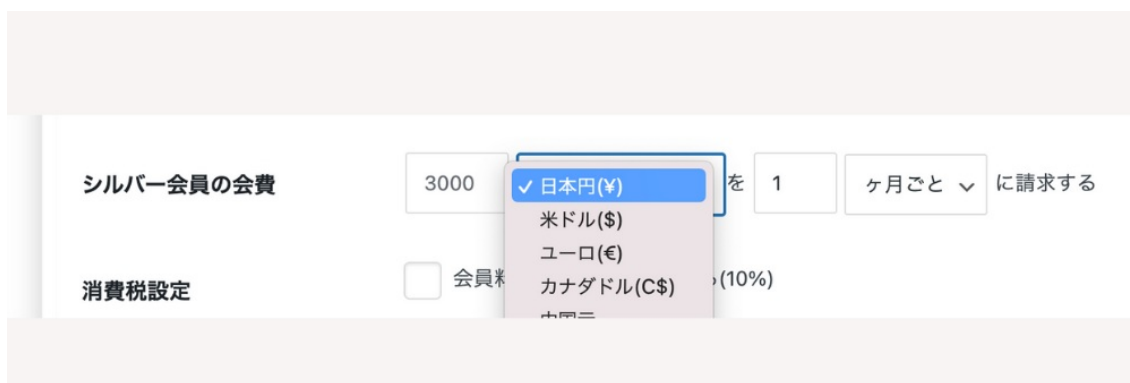 シルバー会員の会費 3000 ✓ 日本円(¥) を 1 ヶ月ごと に請求する
米ドル($)
ユーロ(€)
消費税設定 会員料 (10%)
カナダドル(C$)